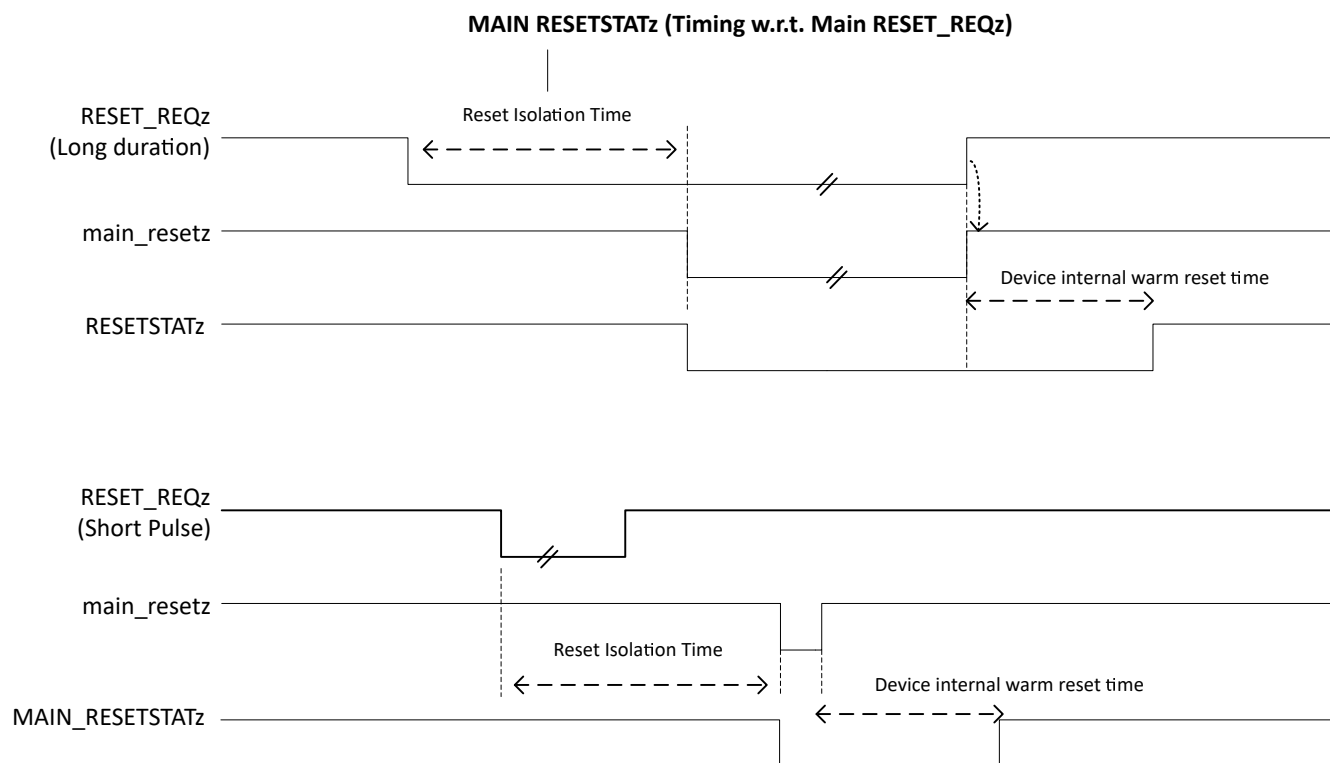 MAIN RESETSTATz (Timing w.r.t. Main RESET_REQz)
Reset Isolation Time
RESET_REQz
(Long duration)
main_resetz
Device internal warm reset time
RESETSTATz
RESET_REQz
(Short Pulse)
main_resetz
Reset Isolation Time
Device internal warm reset time
MAIN_RESETSTATz